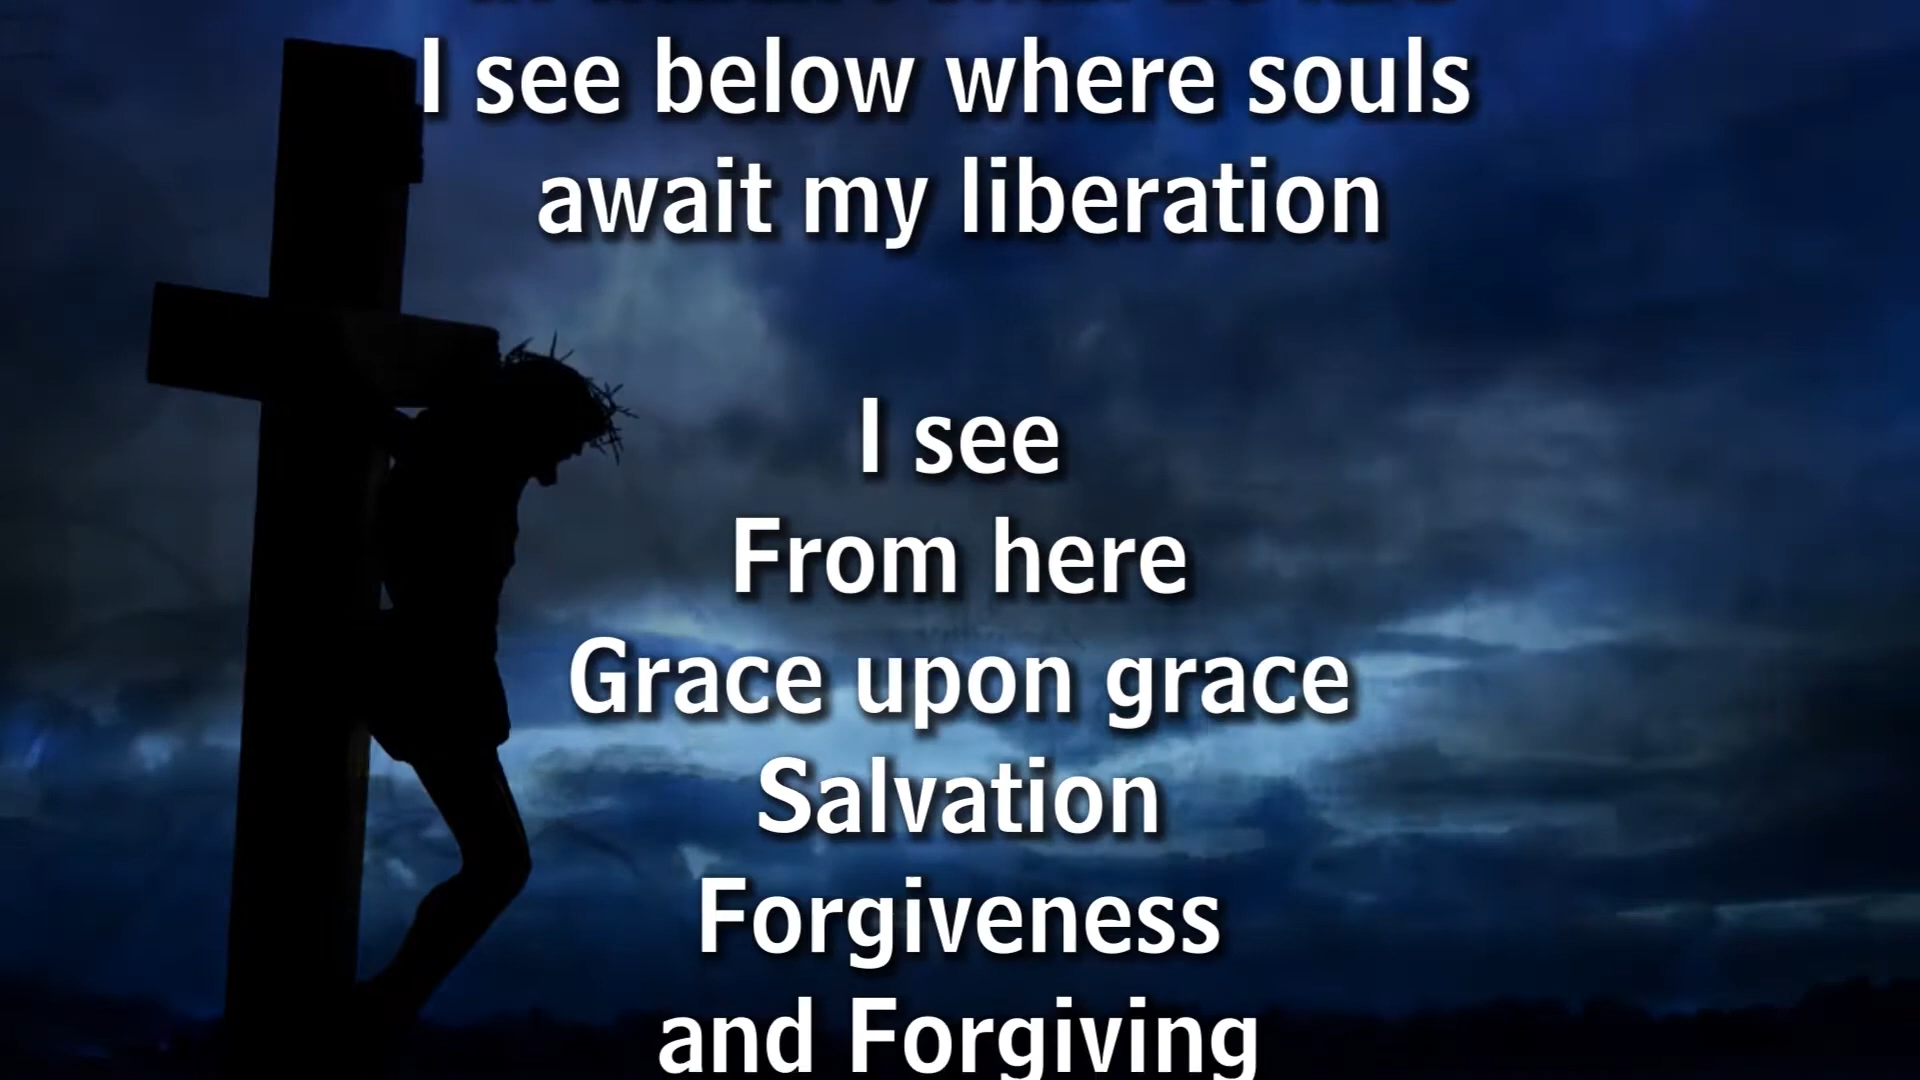 I see below where souls
await my liberation
I see
From here
Grace upon grace
Salvation
Forgiveness
and Forgiving